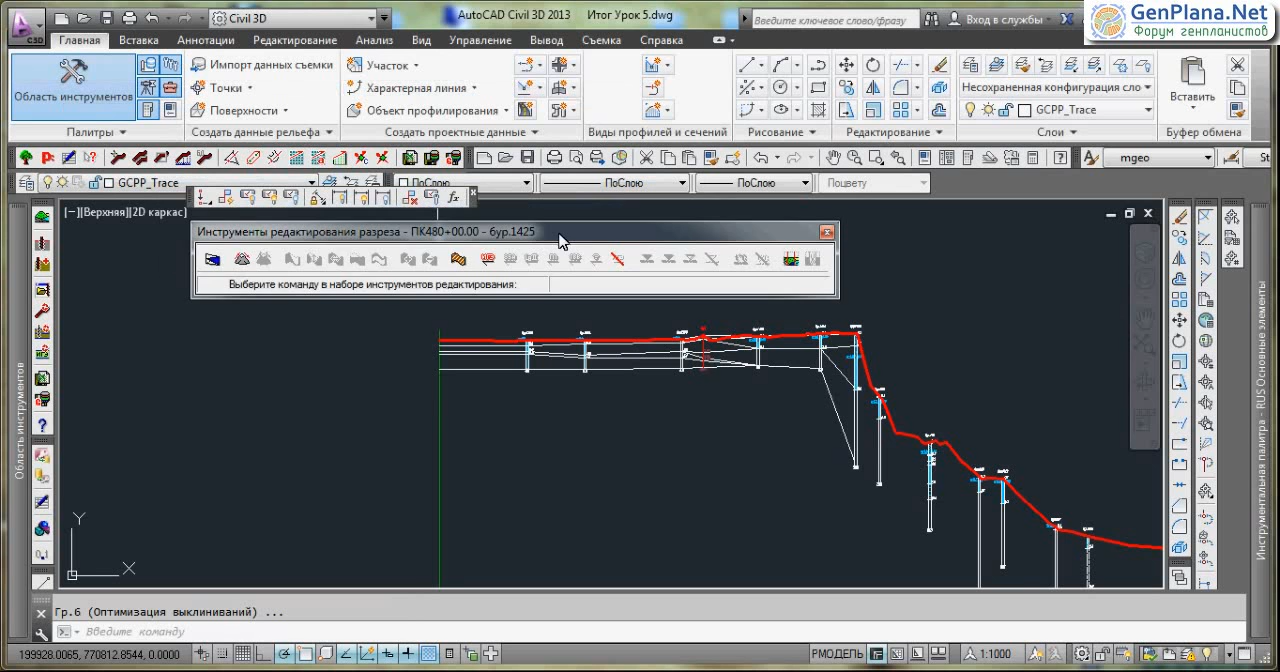 Civil 3D
AutoCAD Civil 3D 2013 Итог Урок 5.dwg
Введите ключевое слово/фразу
Вход в службы
GenPlana.Net
Форум генпланистов
C3D
Главная Вставка Аннотации Редактирование Анализ Вид Управление Вывод Съемка Справка
Область инструментов
Импорт данных съемки
Точки
Поверхности
Участок
Характерная линия
Объект профилирования
Несохраненная конфигурация сло
GCPP_Trace
Вставить
Палитры
Создать данные рельефа
Создать проектные данные
Виды профилей и сечений
Рисование
Редактирование
Слои
Буфер обмена
mgeo
St
GCPP_Trace
ПоСлою
ПоСлою
ПоСлою
Поцвету
[−][Верхняя][2D каркас]
Инструменты редактирования разреза - ПК480+00.00 - бур.1425
Выберите команду в наборе инструментов редактирования:
Область инструментов
Инструментальная палитра - RUS Основные элементы
Y
X
Гр.6 (Оптимизация выклиниваний) ...
Введите команду
199928.0065, 770812.8544, 0.0000
РМОДЕЛЬ
1:1000